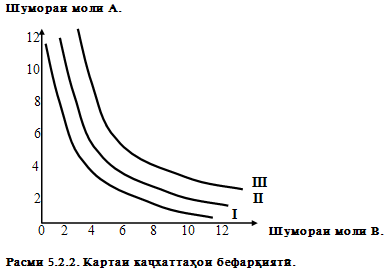 Шумораи моли А.
12
10
8
6
4
2
III
II
I
0 2 4 6 8 10 12
Шумораи моли В.
Расми 5.2.2. Картаи каҷхаттаҳои бефарқиятӣ.